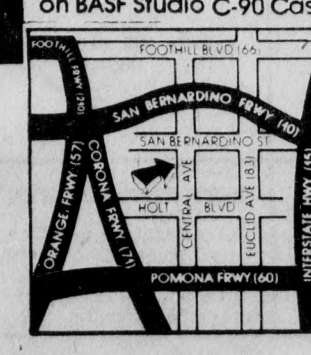 on BASF Studio C-90 Cas
FOOTHILL FRWY (210)
FOOTHILL BLVD (66)
SAN BERNARDINO FRWY (10)
SAN BERNARDINO ST
ORANGE FRWY (57)
CORONA FRWY (71)
CENTRAL AVE
EUCLID AVE (83)
INTERSTATE HWY (15)
HOLT BLVD
POMONA FRWY. (60)